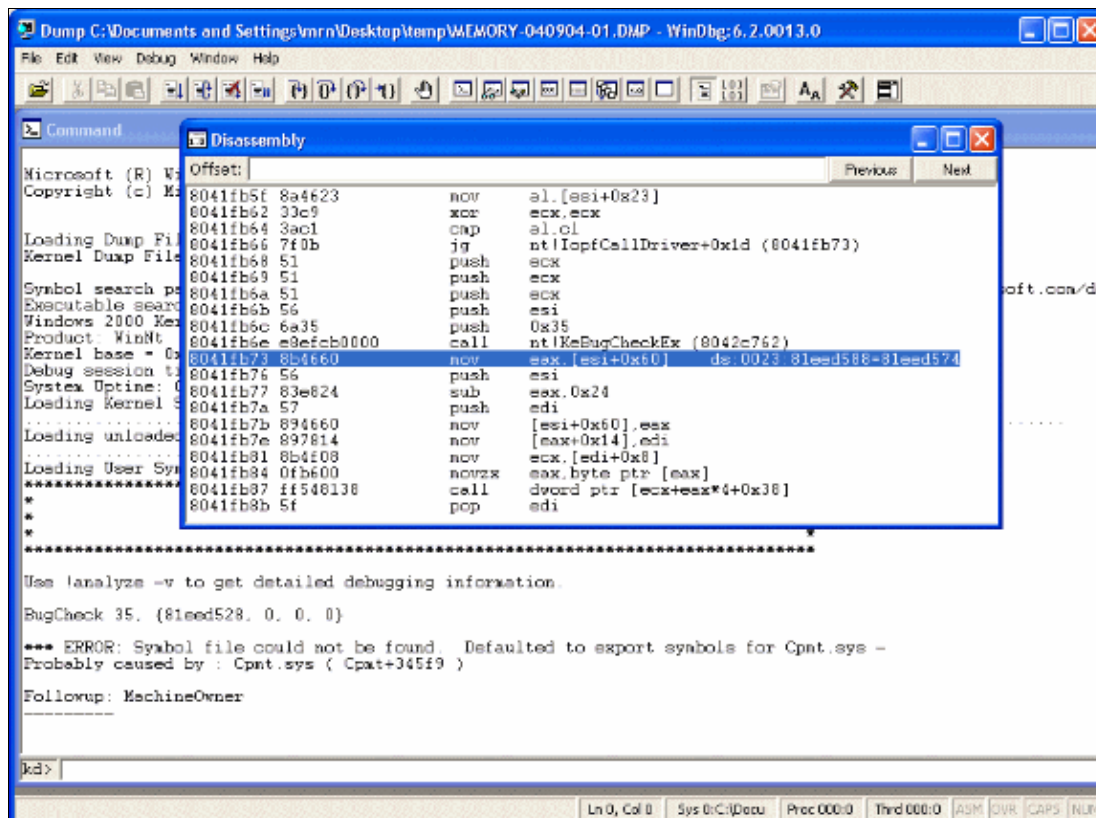 Dump C:\Documents and Settings\mrn\Desktop\temp\MEMORY-040904-01.DMP - WinDbg:6.2.0013.0
File Edit View Debug Window Help
Command
Disassembly
Offset:
Previous Next
Microsoft (R) Wi
Copyright (c) Mi
8041fb5f 8a4623 mov al,[esi+0x23]
8041fb62 33c9 xor ecx,ecx
8041fb64 3ac1 cmp al,cl
8041fb66 7f0b jg nt!IopfCallDriver+0x1d (8041fb73)
8041fb68 51 push ecx
8041fb69 51 push ecx
8041fb6a 51 push ecx
8041fb6b 56 push esi
8041fb6c 6a35 push 0x35
8041fb6e e8efcb0000 call nt!KeBugCheckEx (8042c762)
8041fb73 8b4660 mov eax,[esi+0x60] ds:0023:81eed588=81eed574
8041fb76 56 push esi
8041fb77 83e824 sub eax,0x24
8041fb7a 57 push edi
8041fb7b 894660 mov [esi+0x60],eax
8041fb7e 897814 mov [eax+0x14],edi
8041fb81 8b4f08 mov ecx,[edi+0x8]
8041fb84 0fb600 movzx eax,byte ptr [eax]
8041fb87 ff548138 call dword ptr [ecx+eax*4+0x38]
8041fb8b 5f pop edi
Loading Dump Fil
Kernel Dump File
Symbol search pa oft.com/d
Executable searc
Windows 2000 Ker
Product: WinNt
Kernel base = 0x
Debug session ti
System Uptime: 0
Loading Kernel S
Loading unloaded
Loading User Sym
*******************
*
* *
* *
*******************************************************************************
Use !analyze -v to get detailed debugging information.
BugCheck 35, {81eed528, 0, 0, 0}
*** ERROR: Symbol file could not be found. Defaulted to export symbols for Cpmt.sys -
Probably caused by : Cpmt.sys ( Cpmt+345f9 )
Followup: MachineOwner
---------
kd>
Ln 0, Col 0 Sys 0:C:\Docu Proc 000:0 Thrd 000:0 ASM OVR CAPS NUM